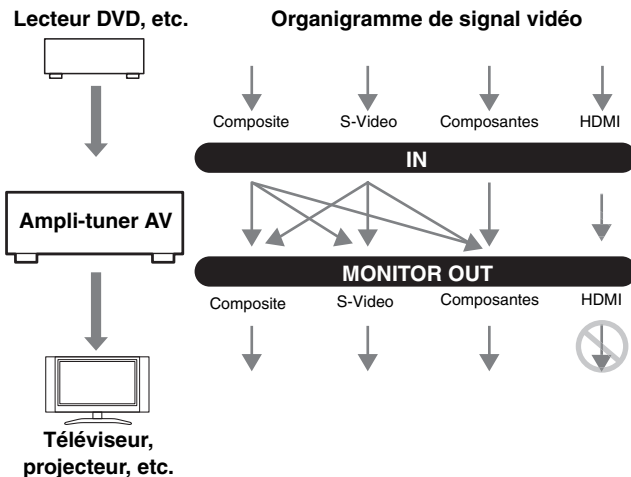 Lecteur DVD, etc.
Organigramme de signal vidéo
Composite
S-Video
Composantes
HDMI
IN
Ampli-tuner AV
MONITOR OUT
Composite
S-Video
Composantes
HDMI
Téléviseur,
projecteur, etc.